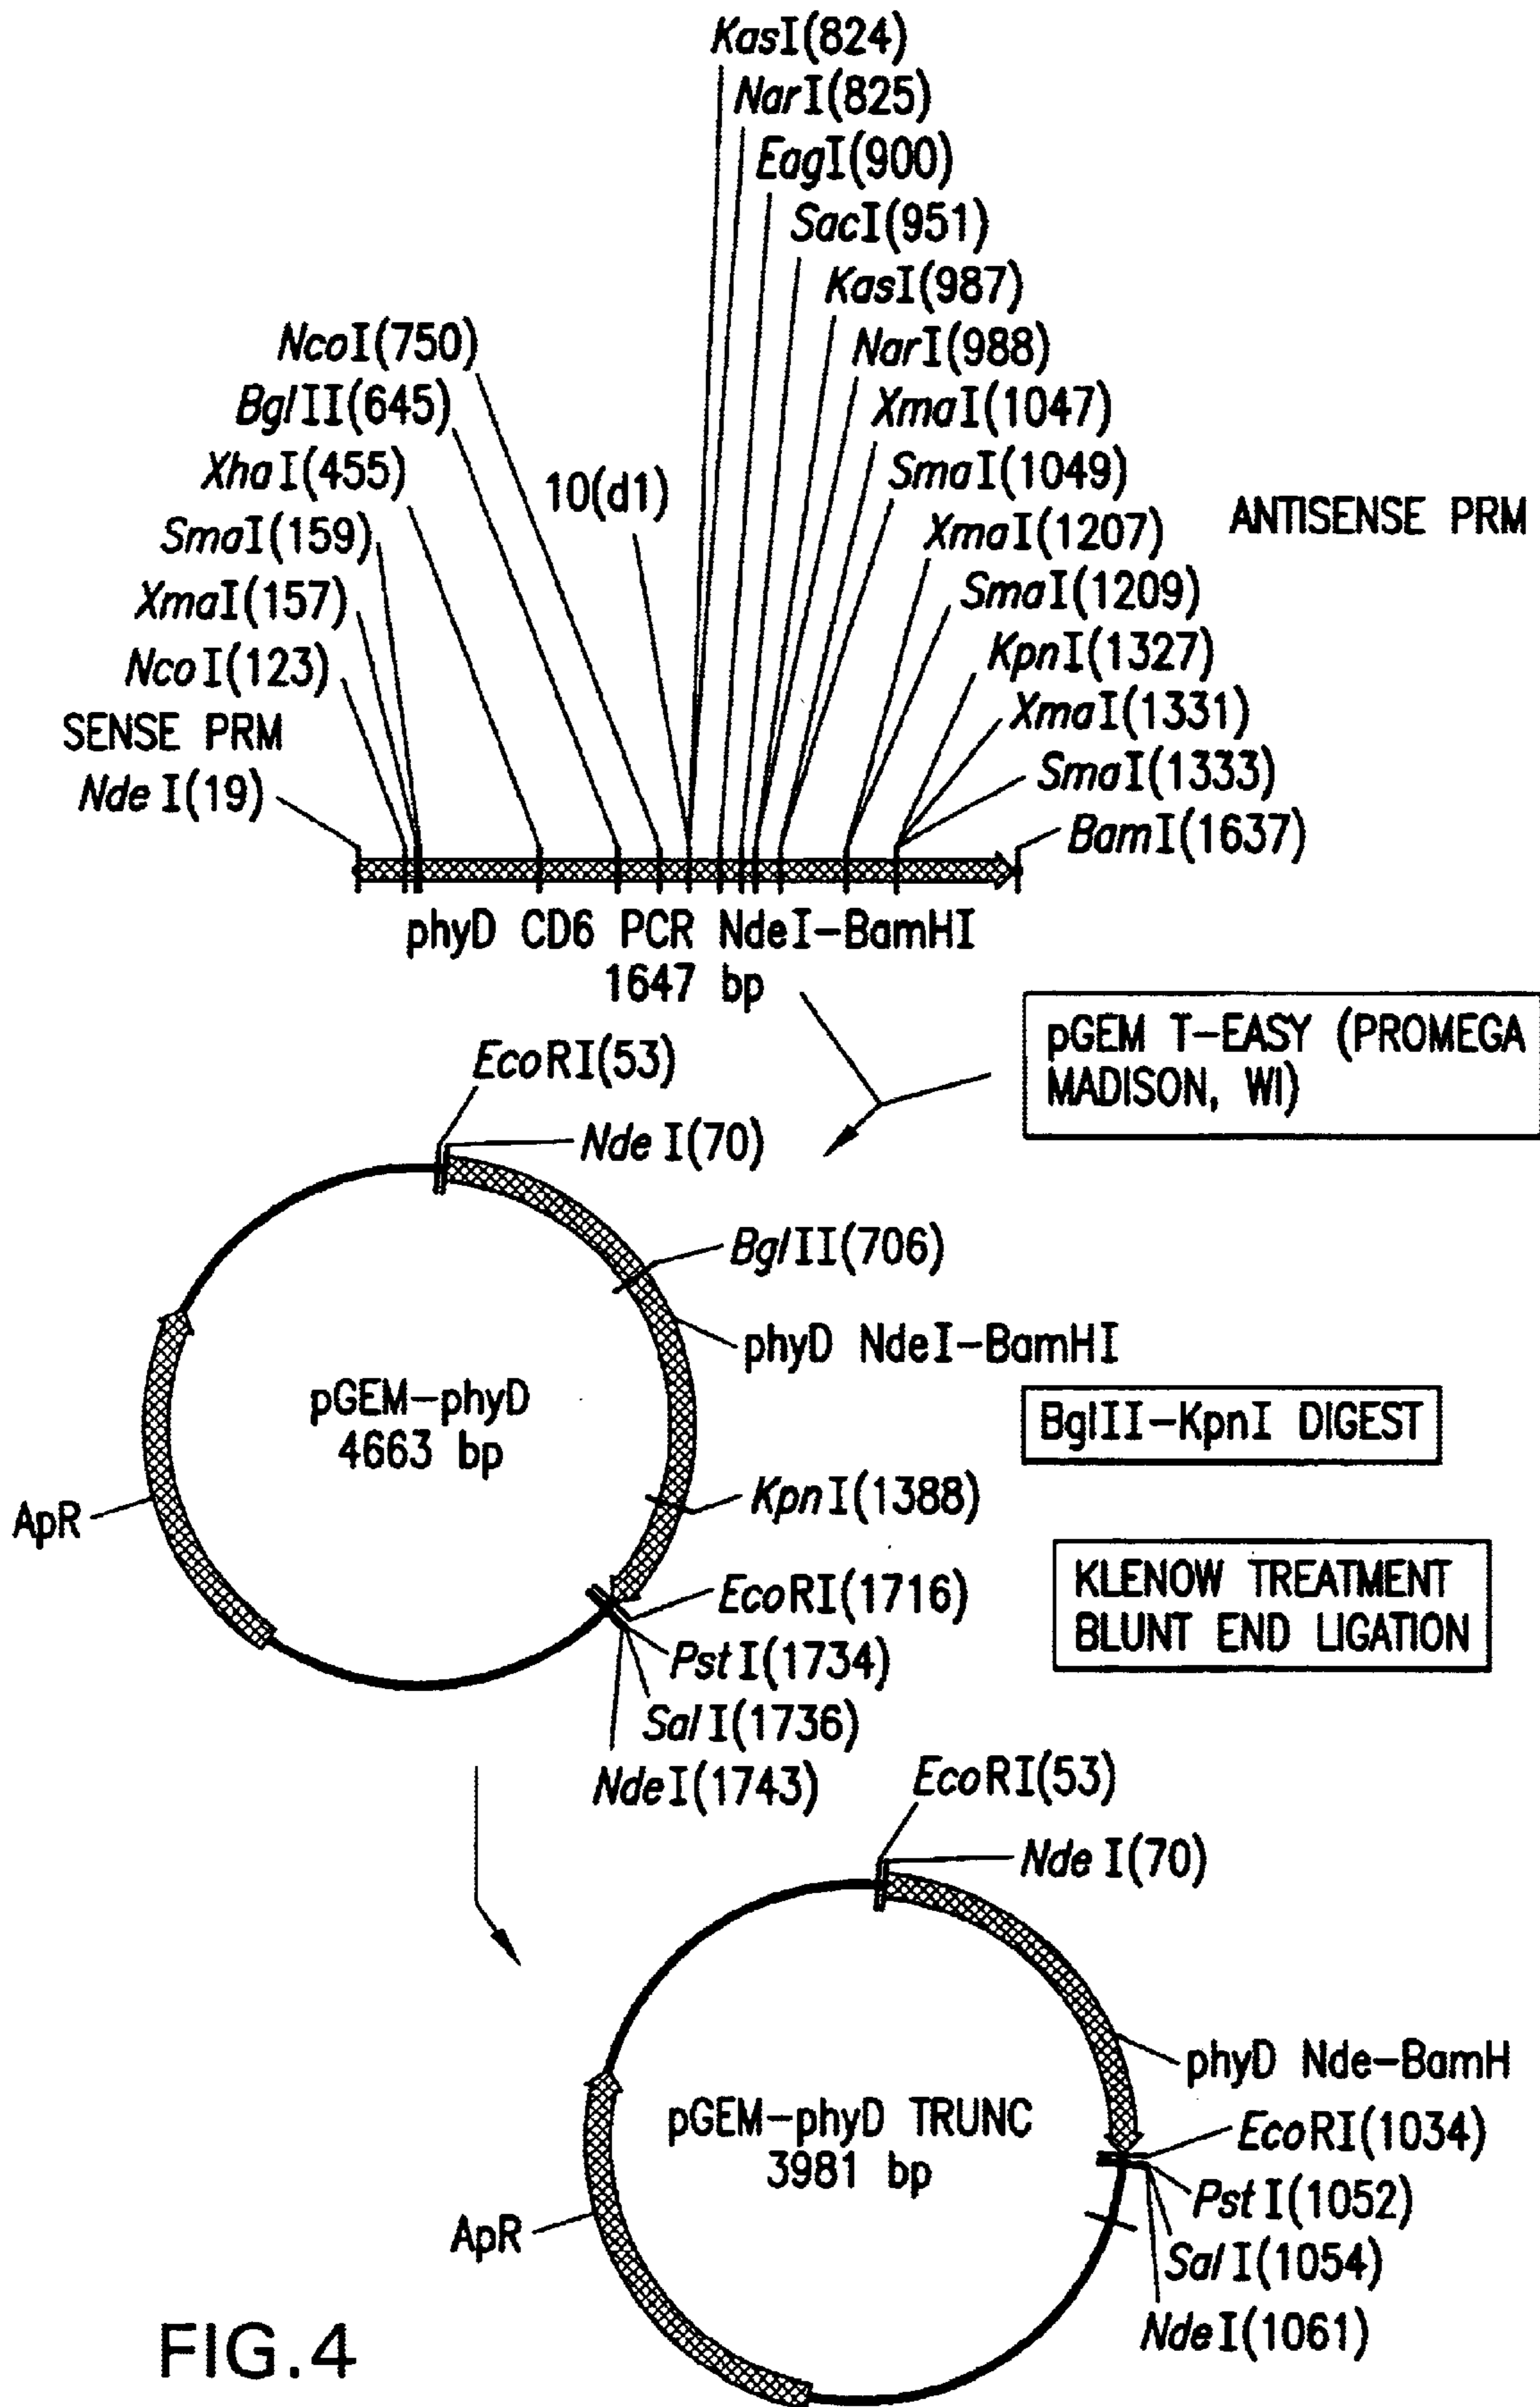 KasI(824)
NarI(825)
EagI(900)
SacI(951)
KasI(987)
NarI(988)
XmaI(1047)
SmaI(1049)
XmaI(1207)
SmaI(1209)
KpnI(1327)
XmaI(1331)
SmaI(1333)
BamI(1637)
ANTISENSE PRM
10(d1)
NcoI(750)
BglII(645)
XhaI(455)
SmaI(159)
XmaI(157)
NcoI(123)
SENSE PRM
NdeI(19)
phyD CD6 PCR NdeI-BamHI
1647 bp
pGEM T-EASY (PROMEGA
MADISON, WI)
EcoRI(53)
NdeI(70)
BglII(706)
phyD NdeI-BamHI
pGEM-phyD
4663 bp
BglII-KpnI DIGEST
KpnI(1388)
ApR
KLENOW TREATMENT
BLUNT END LIGATION
EcoRI(1716)
PstI(1734)
SalI(1736)
NdeI(1743)
EcoRI(53)
NdeI(70)
phyD Nde-BamH
pGEM-phyD TRUNC
3981 bp
EcoRI(1034)
PstI(1052)
SalI(1054)
NdeI(1061)
ApR
FIG.4